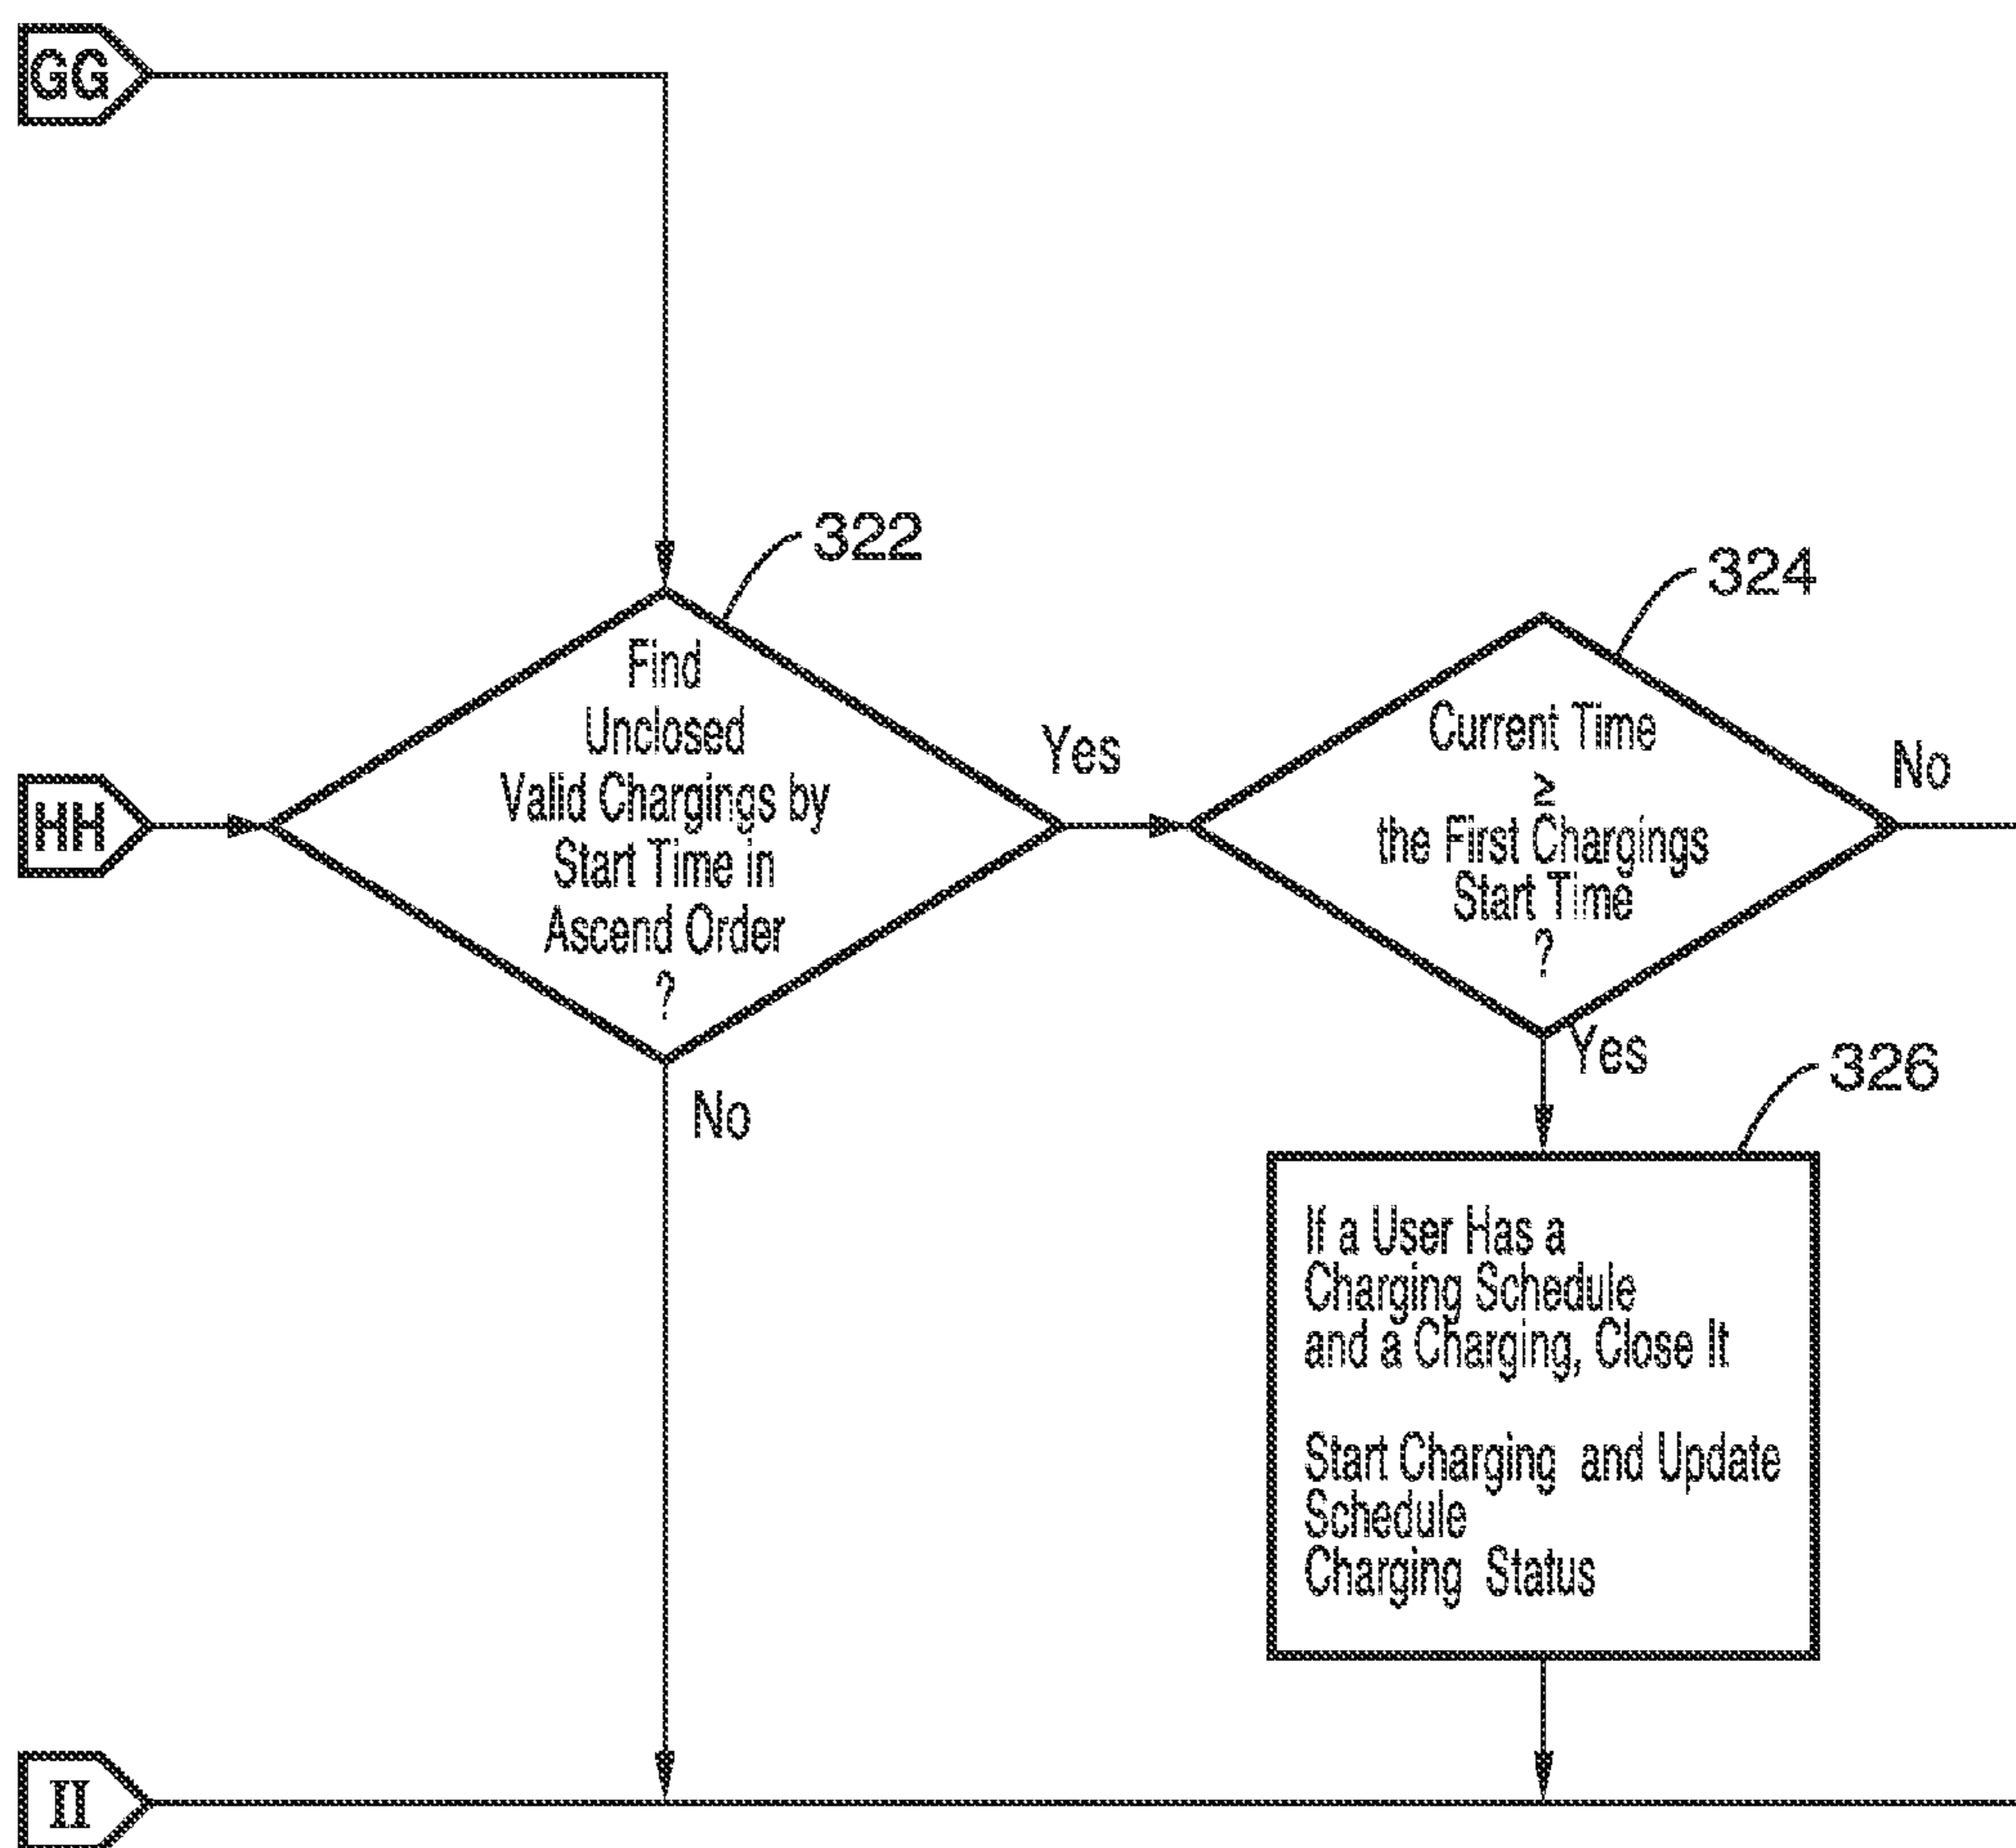 GG
322
Find
Unclosed
Valid Chargings by
Start Time in
Ascend Order
?
Yes
No
HH
324
Current Time
≥
the First Chargings
Start Time
?
No
Yes
326
If a User Has a
Charging Schedule
and a Charging, Close It
Start Charging and Update
Schedule
Charging Status
II